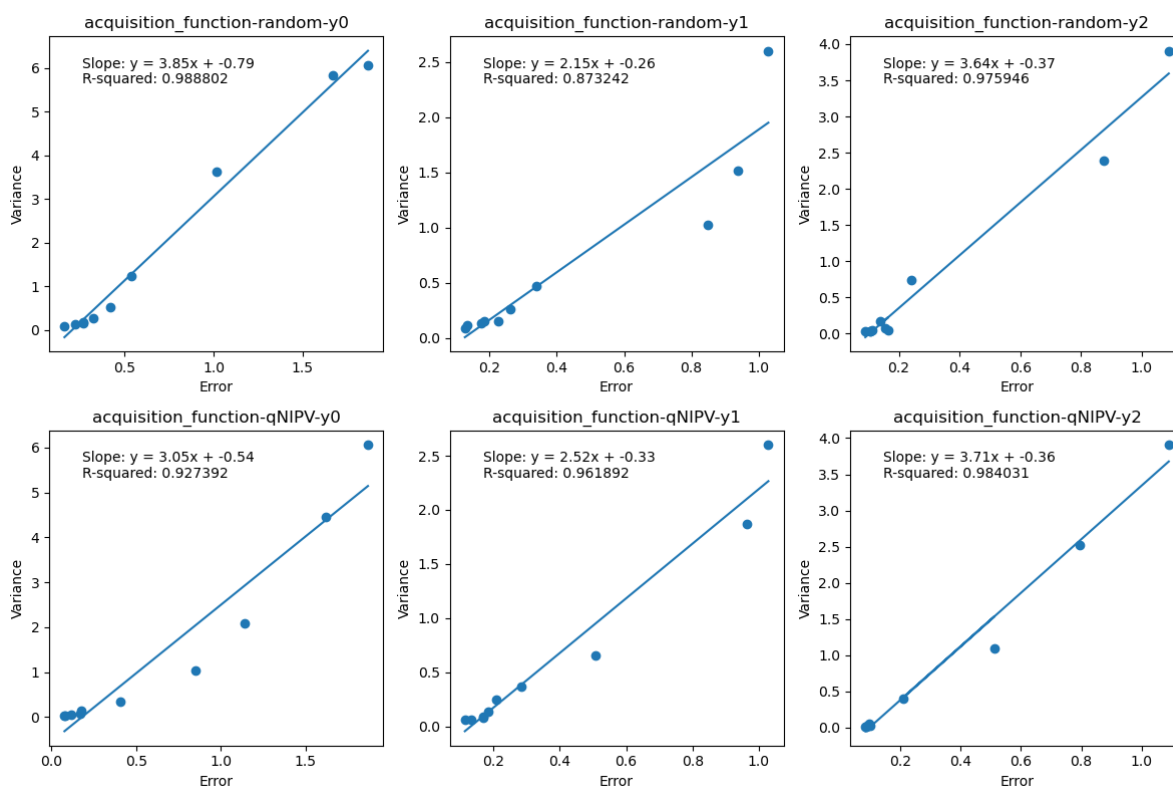 acquisition_function-random-y0
Slope: y = 3.85x + -0.79
R-squared: 0.988802
Variance
6
5
4
3
2
1
0
0.5
1.0
1.5
Error
acquisition_function-random-y1
Slope: y = 2.15x + -0.26
R-squared: 0.873242
Variance
2.5
2.0
1.5
1.0
0.5
0.0
0.2
0.4
0.6
0.8
1.0
Error
acquisition_function-random-y2
Slope: y = 3.64x + -0.37
R-squared: 0.975946
Variance
4.0
3.5
3.0
2.5
2.0
1.5
1.0
0.5
0.0
0.2
0.4
0.6
0.8
1.0
Error
acquisition_function-qNIPV-y0
Slope: y = 3.05x + -0.54
R-squared: 0.927392
Variance
6
5
4
3
2
1
0
0.0
0.5
1.0
1.5
Error
acquisition_function-qNIPV-y1
Slope: y = 2.52x + -0.33
R-squared: 0.961892
Variance
2.5
2.0
1.5
1.0
0.5
0.0
0.2
0.4
0.6
0.8
1.0
Error
acquisition_function-qNIPV-y2
Slope: y = 3.71x + -0.36
R-squared: 0.984031
Variance
4.0
3.5
3.0
2.5
2.0
1.5
1.0
0.5
0.0
0.2
0.4
0.6
0.8
1.0
Error